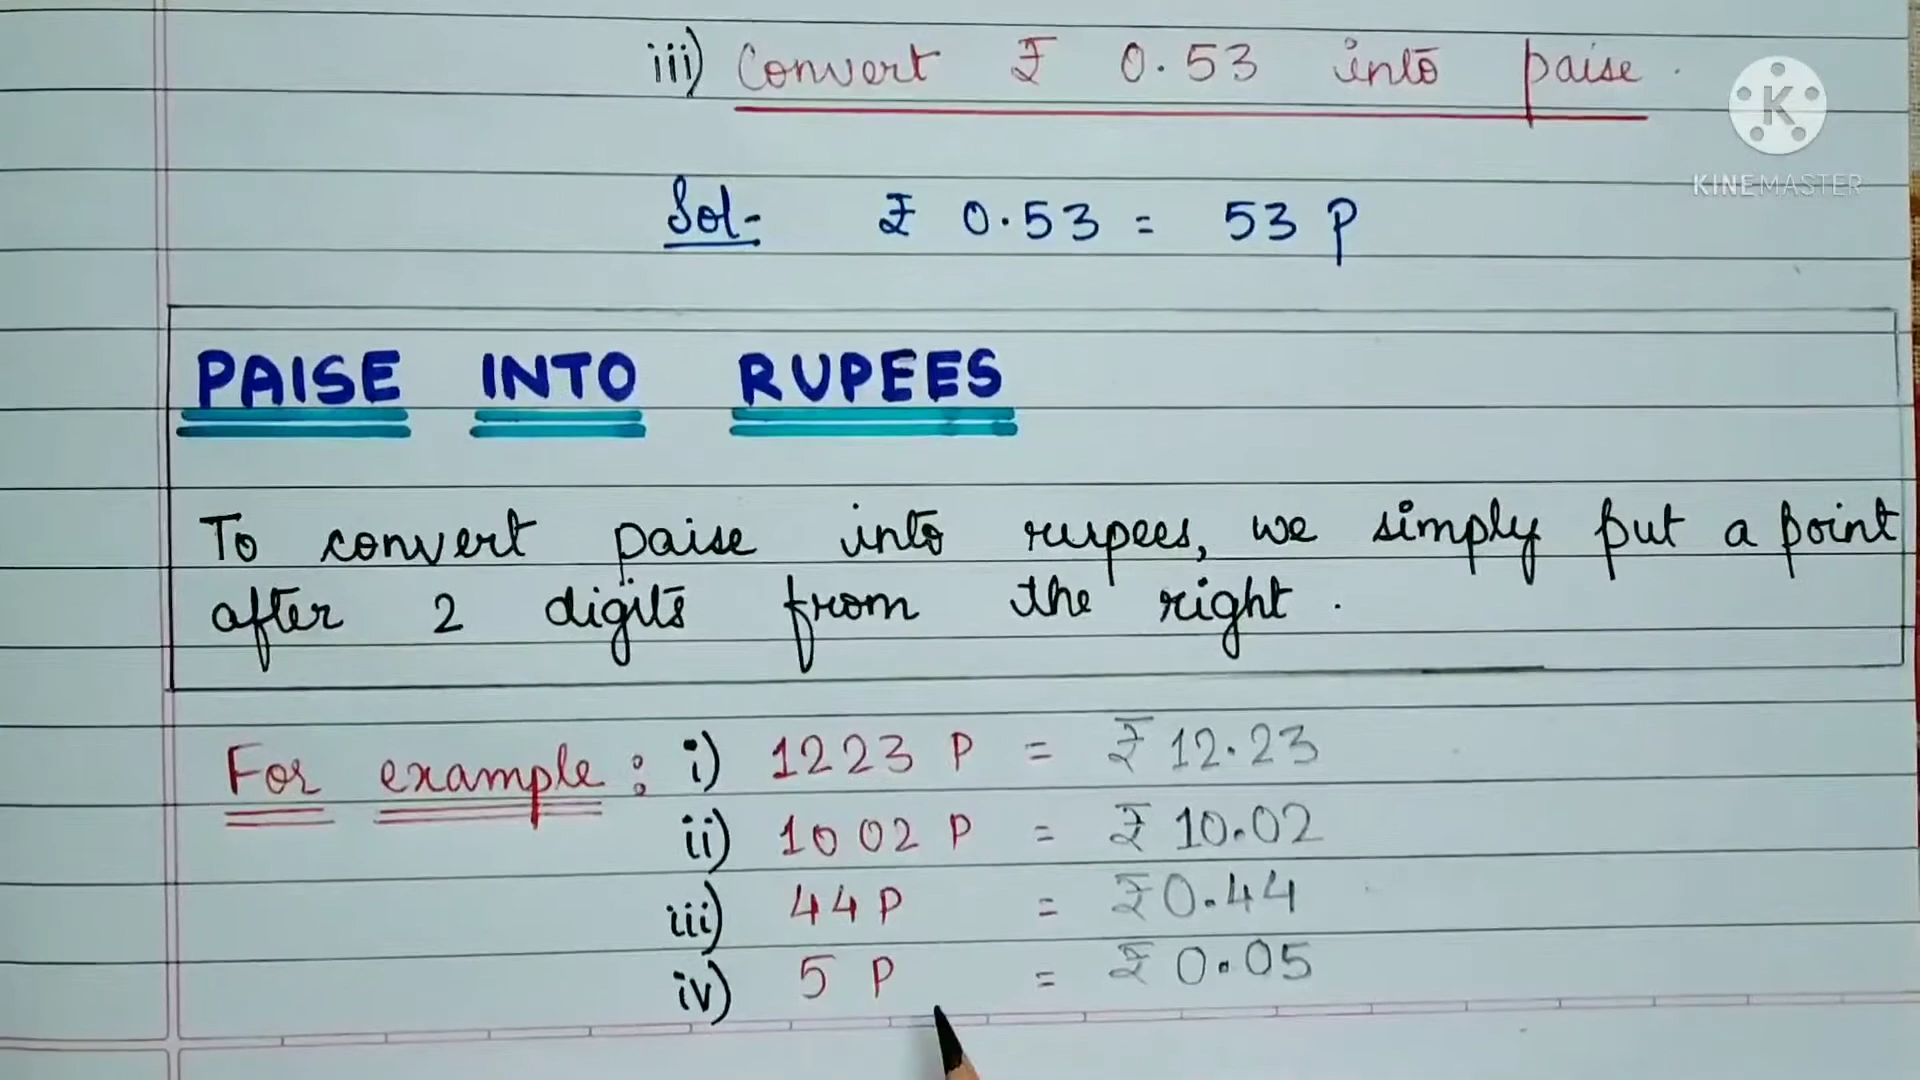 iii) Convert ₹ 0.53 into paise.
K
KINEMASTER
Sol- ₹ 0.53 = 53 P
PAISE INTO RUPEES
To convert paise into rupees, we simply put a point
after 2 digits from the right.
For example : i) 1223 P = ₹ 12.23
ii) 1002 P = ₹ 10.02
iii) 44P = ₹0.44
iv) 5 P = ₹ 0.05